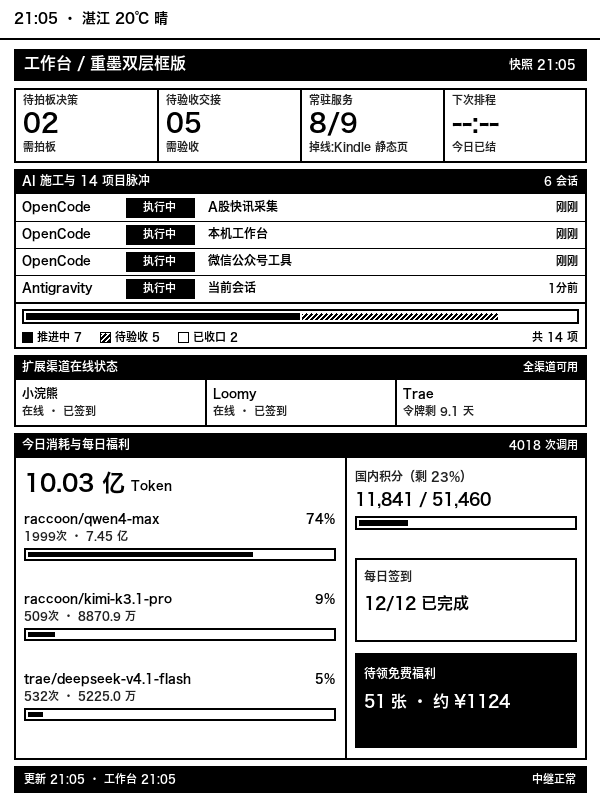 21:05 · 湛江 20℃ 晴
工作台 / 重墨双层框版 快照 21:05
待拍板决策 待验收交接 常驻服务 下次排程
02 05 8/9 --:--
需拍板 需验收 掉线:Kindle 静态页 今日已结
AI 施工与 14 项目脉冲 6 会话
OpenCode 执行中 A股快讯采集 刚刚
OpenCode 执行中 本机工作台 刚刚
OpenCode 执行中 微信公众号工具 刚刚
Antigravity 执行中 当前会话 1分前
推进中 7 待验收 5 已收口 2 共 14 项
扩展渠道在线状态 全渠道可用
小浣熊 Loomy Trae
在线 · 已签到 在线 · 已签到 令牌剩 9.1 天
今日消耗与每日福利 4018 次调用
10.03 亿 Token
raccoon/qwen4-max 74%
1999次 · 7.45 亿
raccoon/kimi-k3.1-pro 9%
509次 · 8870.9 万
trae/deepseek-v4.1-flash 5%
532次 · 5225.0 万
国内积分（剩 23%）
11,841 / 51,460
每日签到
12/12 已完成
待领免费福利
51 张 · 约 ¥1124
更新 21:05 · 工作台 21:05 中继正常